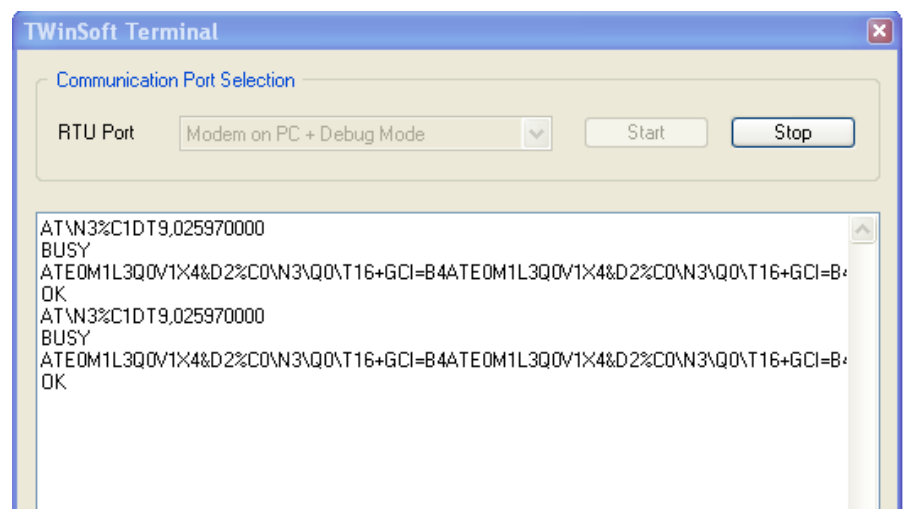 TWinSoft Terminal
Communication Port Selection
RTU Port Modem on PC + Debug Mode Start Stop
AT\N3%C1DT9,025970000
BUSY
ATE0M1L3Q0V1X4&D2%C0\N3\Q0\T16+GCI=B4ATE0M1L3Q0V1X4&D2%C0\N3\Q0\T16+GCI=B4
OK
AT\N3%C1DT9,025970000
BUSY
ATE0M1L3Q0V1X4&D2%C0\N3\Q0\T16+GCI=B4ATE0M1L3Q0V1X4&D2%C0\N3\Q0\T16+GCI=B4
OK